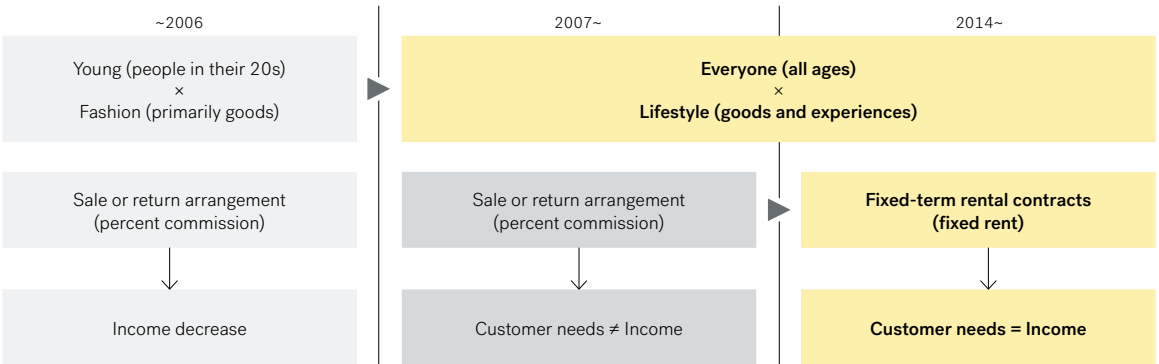 ~2006
2007~
2014~
Young (people in their 20s)
×
Fashion (primarily goods)
Everyone (all ages)
×
Lifestyle (goods and experiences)
Sale or return arrangement
(percent commission)
Sale or return arrangement
(percent commission)
Fixed-term rental contracts
(fixed rent)
Income decrease
Customer needs ≠ Income
Customer needs = Income